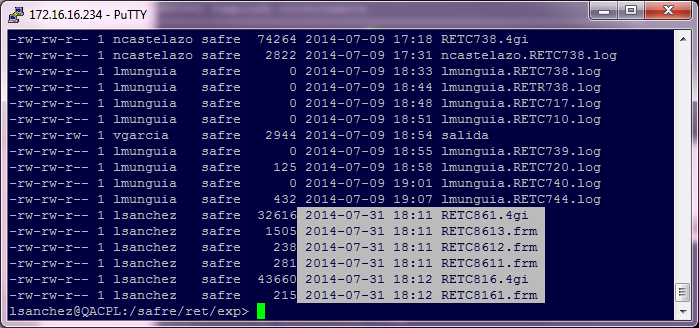 172.16.16.234 - PuTTY
-rw-rw-r-- 1 ncastelazo safre 74264 2014-07-09 17:18 RETC738.4gi
-rw-rw-r-- 1 ncastelazo safre 2822 2014-07-09 17:31 ncastelazo.RETC738.log
-rw-rw-r-- 1 lmunguia safre 0 2014-07-09 18:33 lmunguia.RETC738.log
-rw-rw-r-- 1 lmunguia safre 0 2014-07-09 18:44 lmunguia.RETR738.log
-rw-rw-r-- 1 lmunguia safre 0 2014-07-09 18:48 lmunguia.RETC717.log
-rw-rw-r-- 1 lmunguia safre 0 2014-07-09 18:51 lmunguia.RETC710.log
-rw-rw-rw- 1 vgarcia safre 2944 2014-07-09 18:54 salida
-rw-rw-r-- 1 lmunguia safre 0 2014-07-09 18:55 lmunguia.RETC739.log
-rw-rw-r-- 1 lmunguia safre 125 2014-07-09 18:58 lmunguia.RETC720.log
-rw-rw-r-- 1 lmunguia safre 0 2014-07-09 19:01 lmunguia.RETC740.log
-rw-rw-r-- 1 lmunguia safre 432 2014-07-09 19:07 lmunguia.RETC744.log
-rw-rw-r-- 1 lsanchez safre 32616 2014-07-31 18:11 RETC861.4gi
-rw-rw-r-- 1 lsanchez safre 1505 2014-07-31 18:11 RETC8613.frm
-rw-rw-r-- 1 lsanchez safre 238 2014-07-31 18:11 RETC8612.frm
-rw-rw-r-- 1 lsanchez safre 281 2014-07-31 18:11 RETC8611.frm
-rw-rw-r-- 1 lsanchez safre 43660 2014-07-31 18:12 RETC816.4gi
-rw-rw-r-- 1 lsanchez safre 215 2014-07-31 18:12 RETC8161.frm
lsanchez@QACPL:/safre/ret/exp>